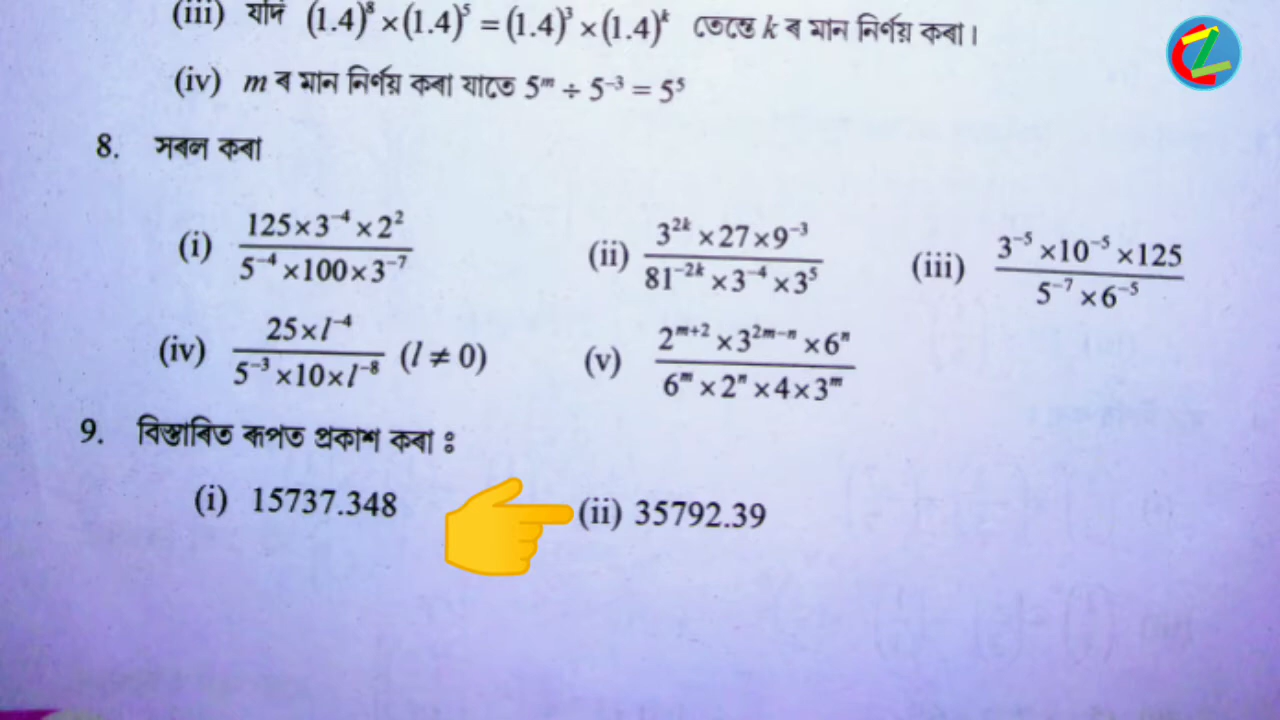 (iii) যদি (1.4)⁸ × (1.4)⁵ = (1.4)³ × (1.4)ᵏ তেন্তে k ৰ মান নিৰ্ণয় কৰা।
(iv) m ৰ মান নিৰ্ণয় কৰা যাতে 5ᵐ ÷ 5⁻³ = 5⁵
8. সৰল কৰা
(i) (125×3⁻⁴×2²)/(5⁻⁴×100×3⁻⁷) (ii) (3²ᵏ×27×9⁻³)/(81⁻²ᵏ×3⁻⁴×3⁵) (iii) (3⁻⁵×10⁻⁵×125)/(5⁻⁷×6⁻⁵)
(iv) (25×l⁻⁴)/(5⁻³×10×l⁻⁸) (l ≠ 0) (v) (2ᵐ⁺²×3²ᵐ⁻ⁿ×6ⁿ)/(6ᵐ×2ⁿ×4×3ᵐ)
9. বিস্তাৰিত ৰূপত প্ৰকাশ কৰা ঃ
(i) 15737.348 (ii) 35792.39